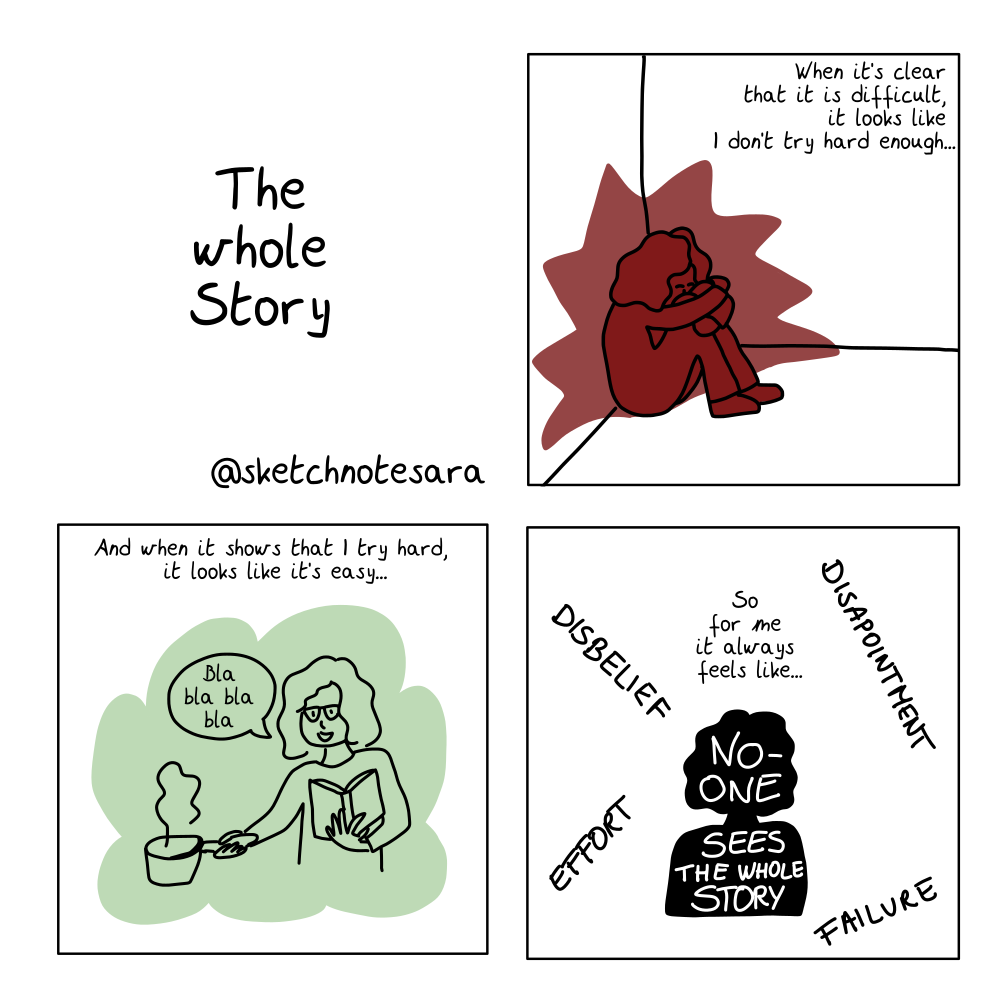 The
whole
Story
@sketchnotesara
When it's clear
that it is difficult,
it looks like
I don't try hard enough...
And when it shows that I try hard,
it looks like it's easy...
Bla
bla bla
bla
So
for me
it always
feels like...
DISBELIEF
DISAPOINTMENT
EFFORT
FAILURE
NO-
ONE
SEES
THE WHOLE
STORY